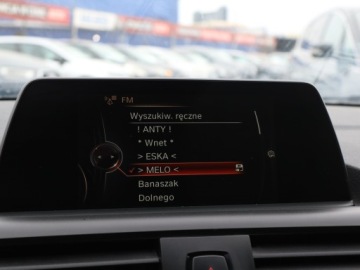 FM
Wyszukiw. ręczne
! ANTY !
* Wnet *
> ESKA <
> MELO <
Banaszak
Dolnego